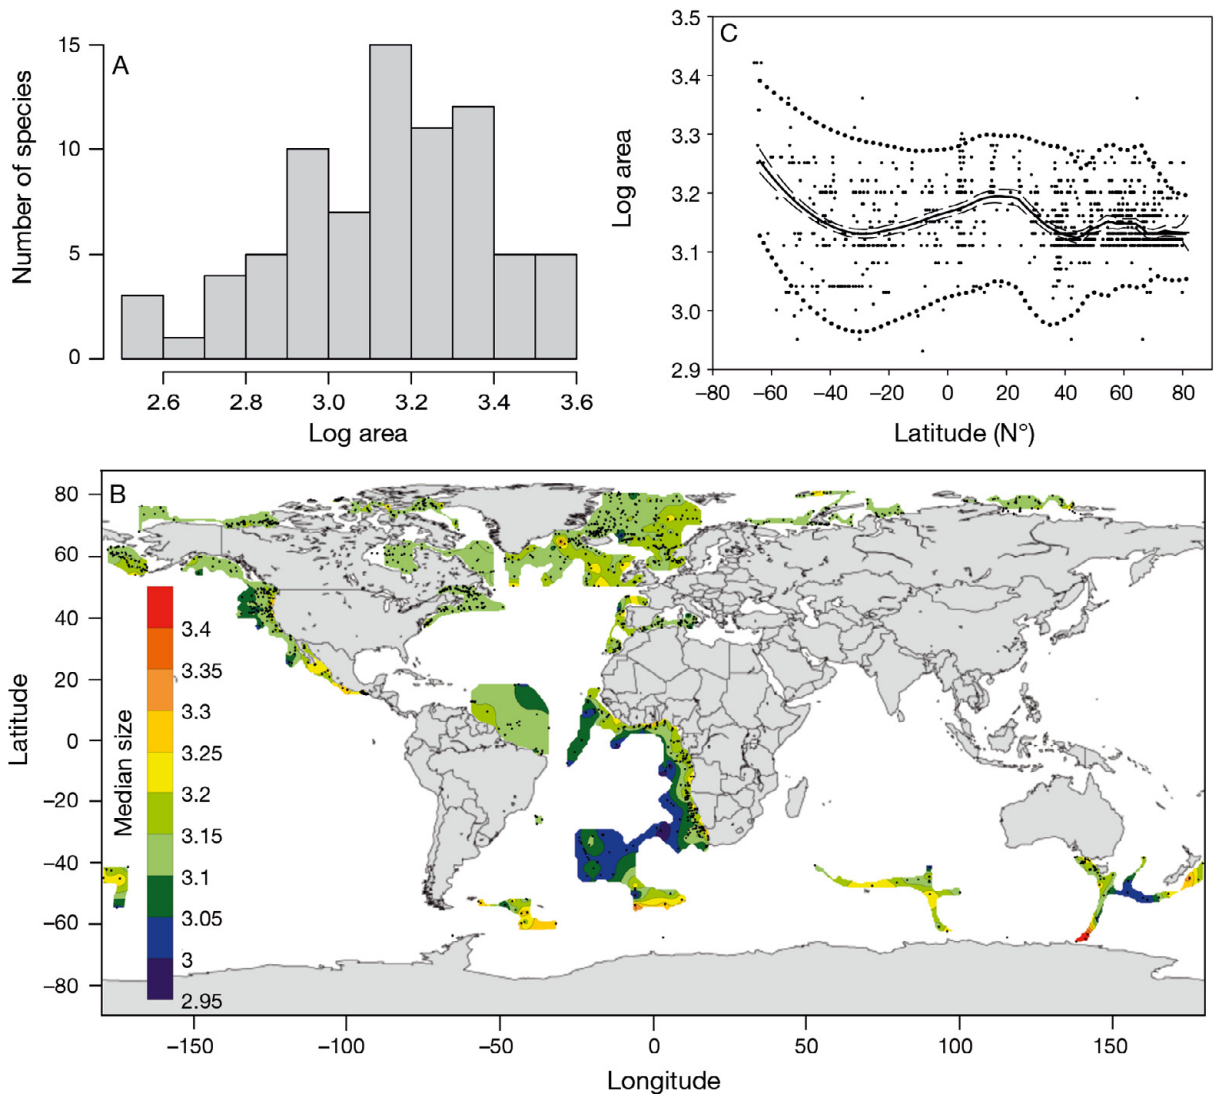 A
15
10
5
0
Number of species
2.6 2.8 3.0 3.2 3.4 3.6
Log area
C
3.5
3.4
3.3
3.2
3.1
3.0
2.9
Log area
−80 −60 −40 −20 0 20 40 60 80
Latitude (N°)
B
80
60
40
20
0
−20
−40
−60
−80
Latitude
Median size
3.4
3.35
3.3
3.25
3.2
3.15
3.1
3.05
3
2.95
−150 −100 −50 0 50 100 150
Longitude